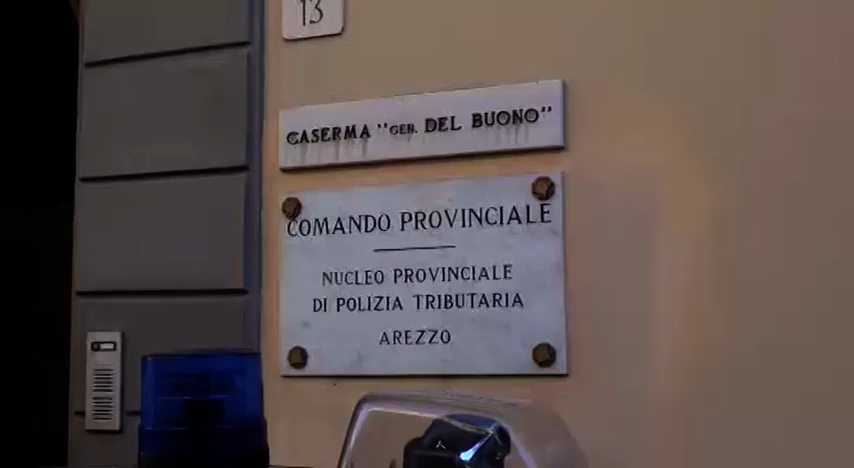 13
CASERMA "GEN. DEL BUONO"
COMANDO PROVINCIALE
NUCLEO PROVINCIALE
DI POLIZIA TRIBUTARIA
AREZZO